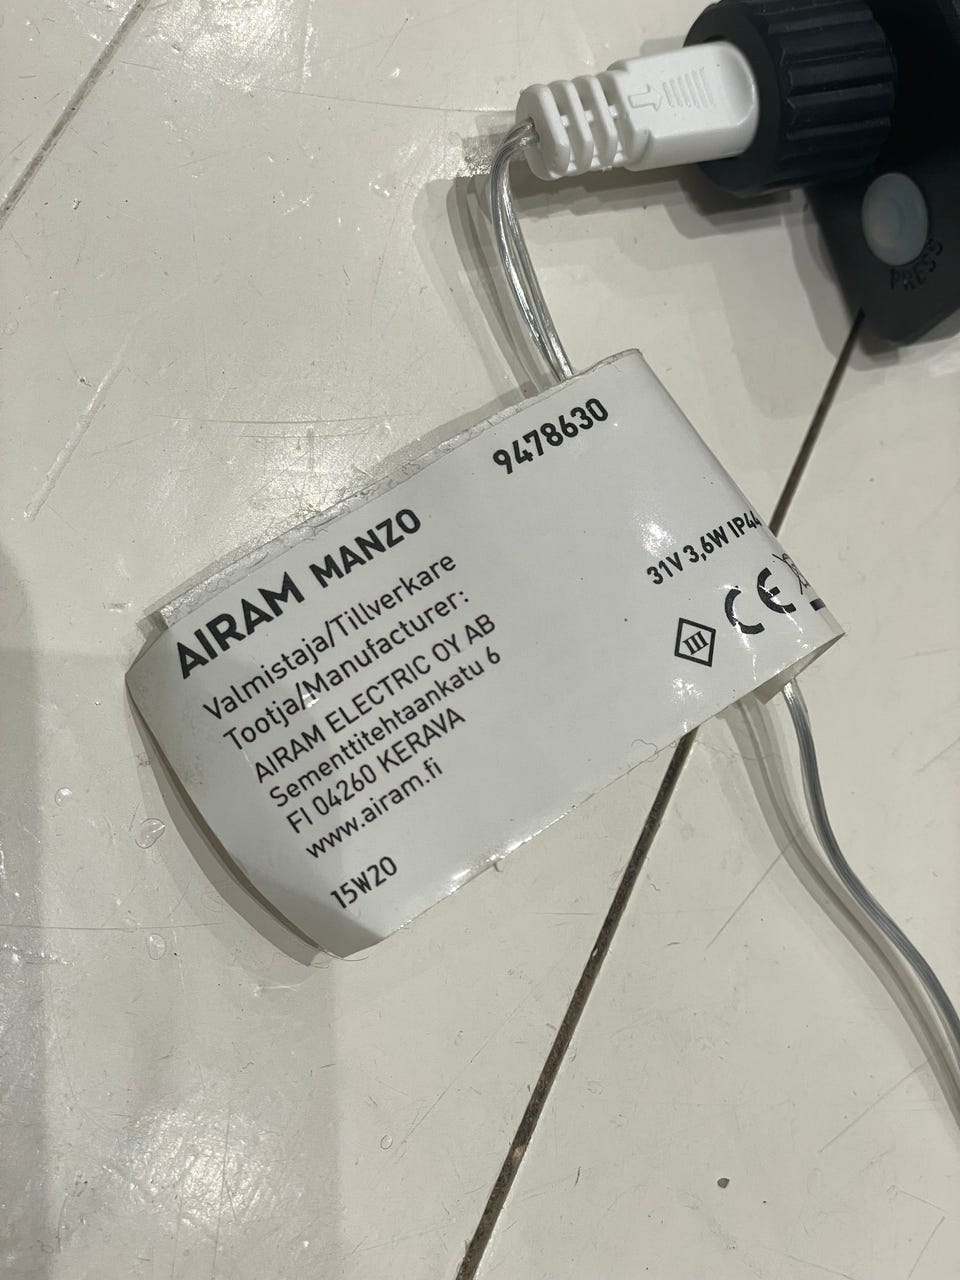 PRESS
9478630
AIRAM MANZO
Valmistaja/Tillverkare
Tootja/Manufacturer:
AIRAM ELECTRIC OY AB
Sementtitehtaankatu 6
FI 04260 KERAVA
www.airam.fi
15W20
31V 3,6W IP44
III CE